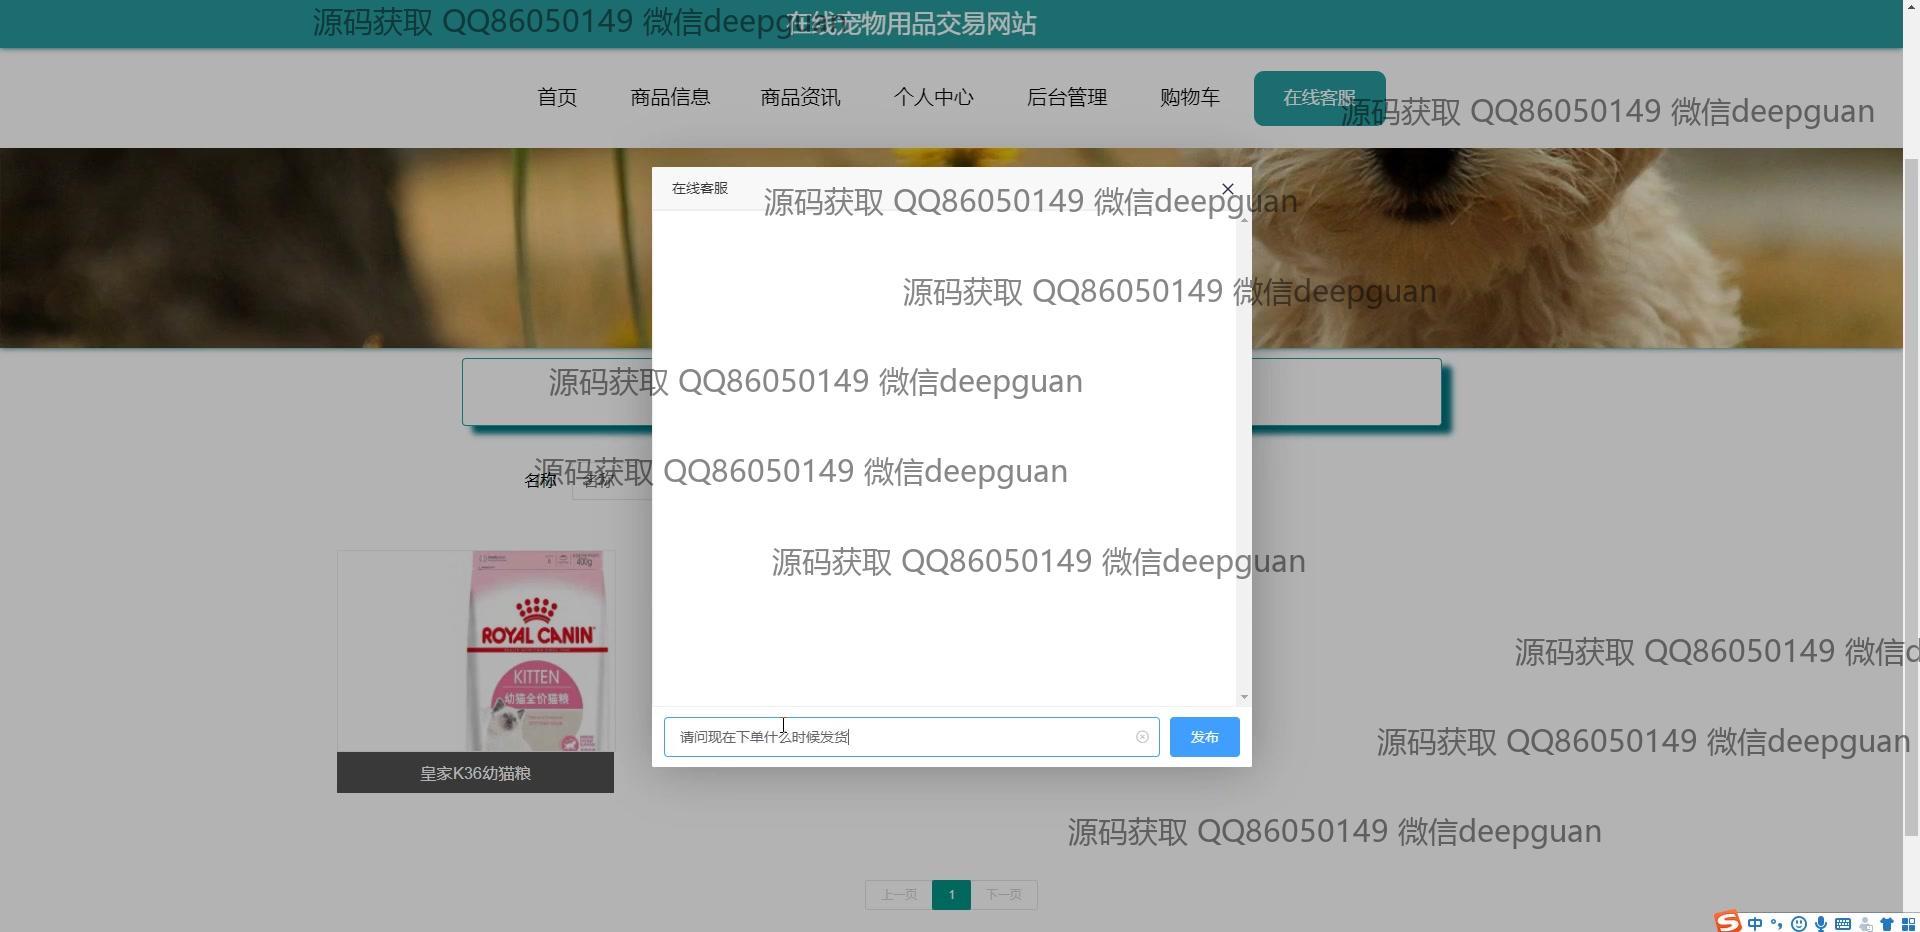 在线宠物用品交易网站
源码获取 QQ86050149 微信deepguan
首页 商品信息 商品资讯 个人中心 后台管理 购物车 在线客服
源码获取 QQ86050149 微信deepguan
在线客服
源码获取 QQ86050149 微信deepguan
源码获取 QQ86050149 微信deepguan
源码获取 QQ86050149 微信deepguan
源码获取 QQ86050149 微信deepguan
名称 名称
源码获取 QQ86050149 微信deepguan
400g
ROYAL CANIN
KITTEN
幼猫全价猫粮
源码获取 QQ86050149 微信d
请问现在下单什么时候发货 发布
源码获取 QQ86050149 微信deepguan
皇家K36幼猫粮
源码获取 QQ86050149 微信deepguan
上一页 1 下一页
中